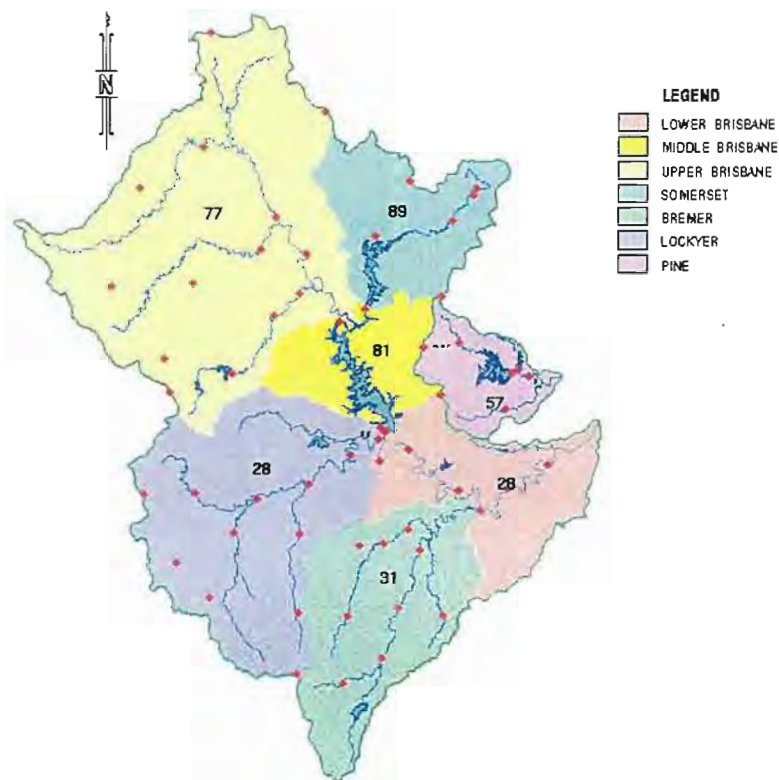 N
LEGEND
LOWER BRISBANE
MIDDLE BRISBANE
UPPER BRISBANE
SOMERSET
BREMER
LOCKYER
PINE
77
89
81
57
28
28
31